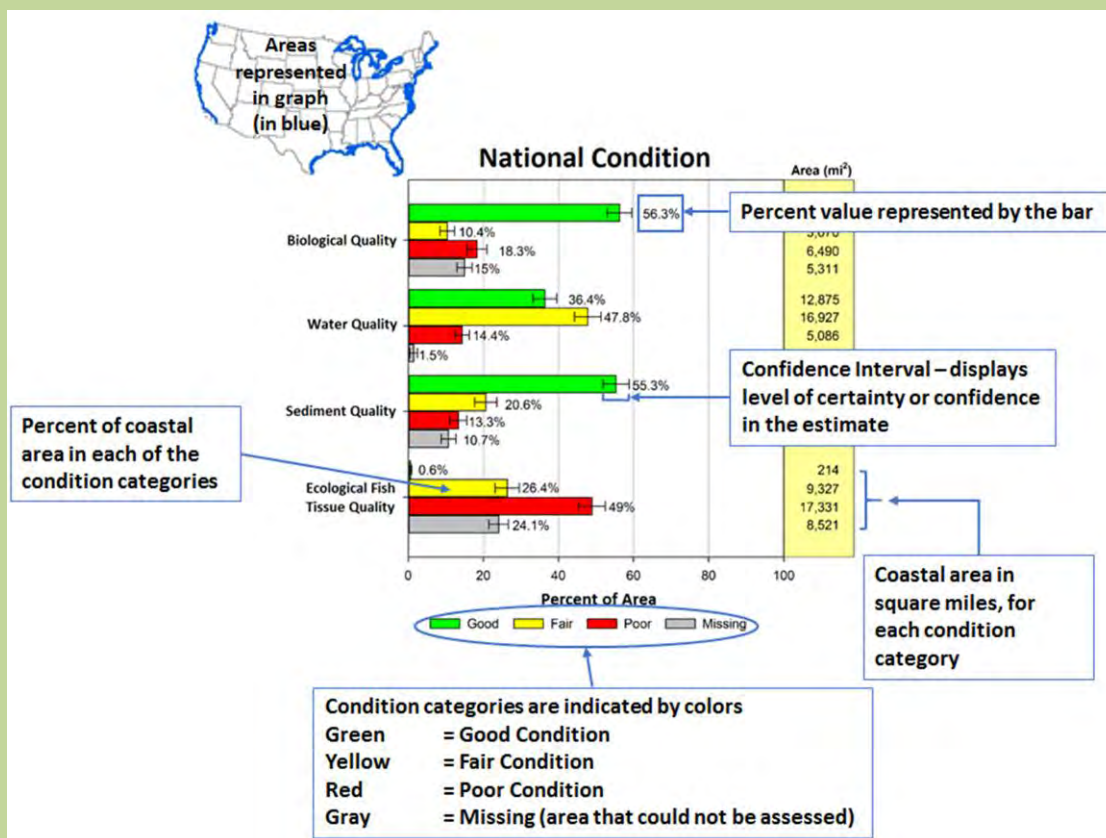 Areas
represented
in graph
(in blue)
National Condition
Area (mi²)
Biological Quality
56.3%
10.4%
18.3%
15%
6,490
5,311
Percent value represented by the bar
Water Quality
36.4%
47.8%
14.4%
1.5%
12,875
16,927
5,086
Sediment Quality
55.3%
20.6%
13.3%
10.7%
Confidence Interval – displays
level of certainty or confidence
in the estimate
Percent of coastal
area in each of the
condition categories
Ecological Fish
Tissue Quality
0.6%
26.4%
49%
24.1%
214
9,327
17,331
8,521
0 20 40 60 80 100
Percent of Area
Good Fair Poor Missing
Coastal area in
square miles, for
each condition
category
Condition categories are indicated by colors
Green = Good Condition
Yellow = Fair Condition
Red = Poor Condition
Gray = Missing (area that could not be assessed)